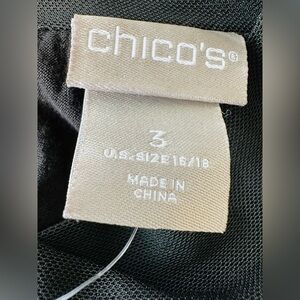 chico's®
3
U.S. SIZE 16/18
MADE IN
CHINA